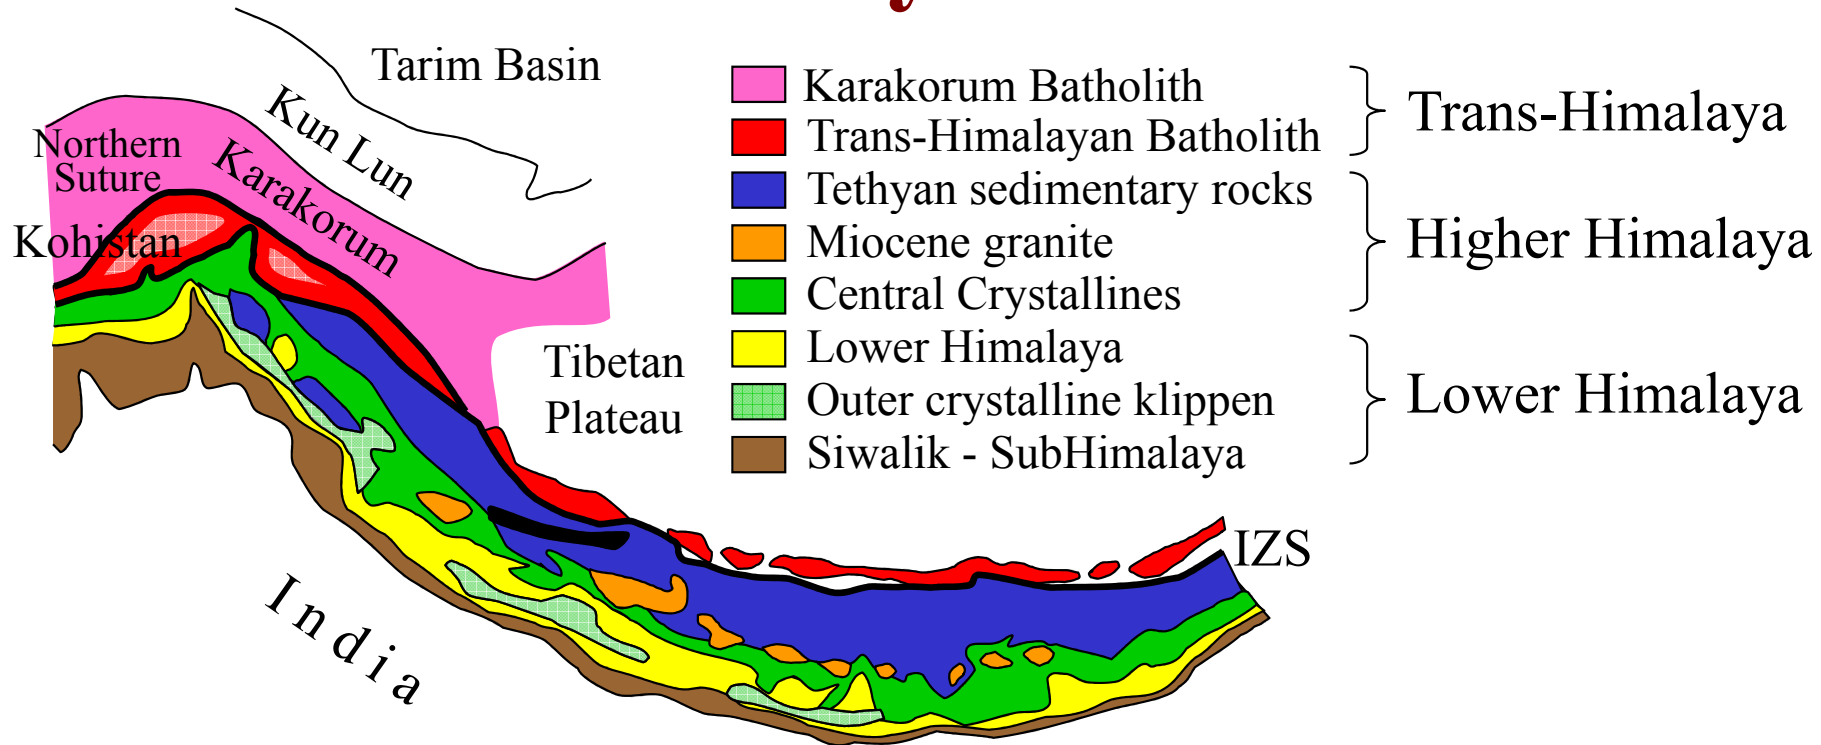 Tarim Basin
Kun Lun
Northern
Suture
Karakorum
Kohistan
Tibetan
Plateau
I n d i a
IZS
Karakorum Batholith
Trans-Himalayan Batholith
Tethyan sedimentary rocks
Miocene granite
Central Crystallines
Lower Himalaya
Outer crystalline klippen
Siwalik - SubHimalaya
Trans-Himalaya
Higher Himalaya
Lower Himalaya